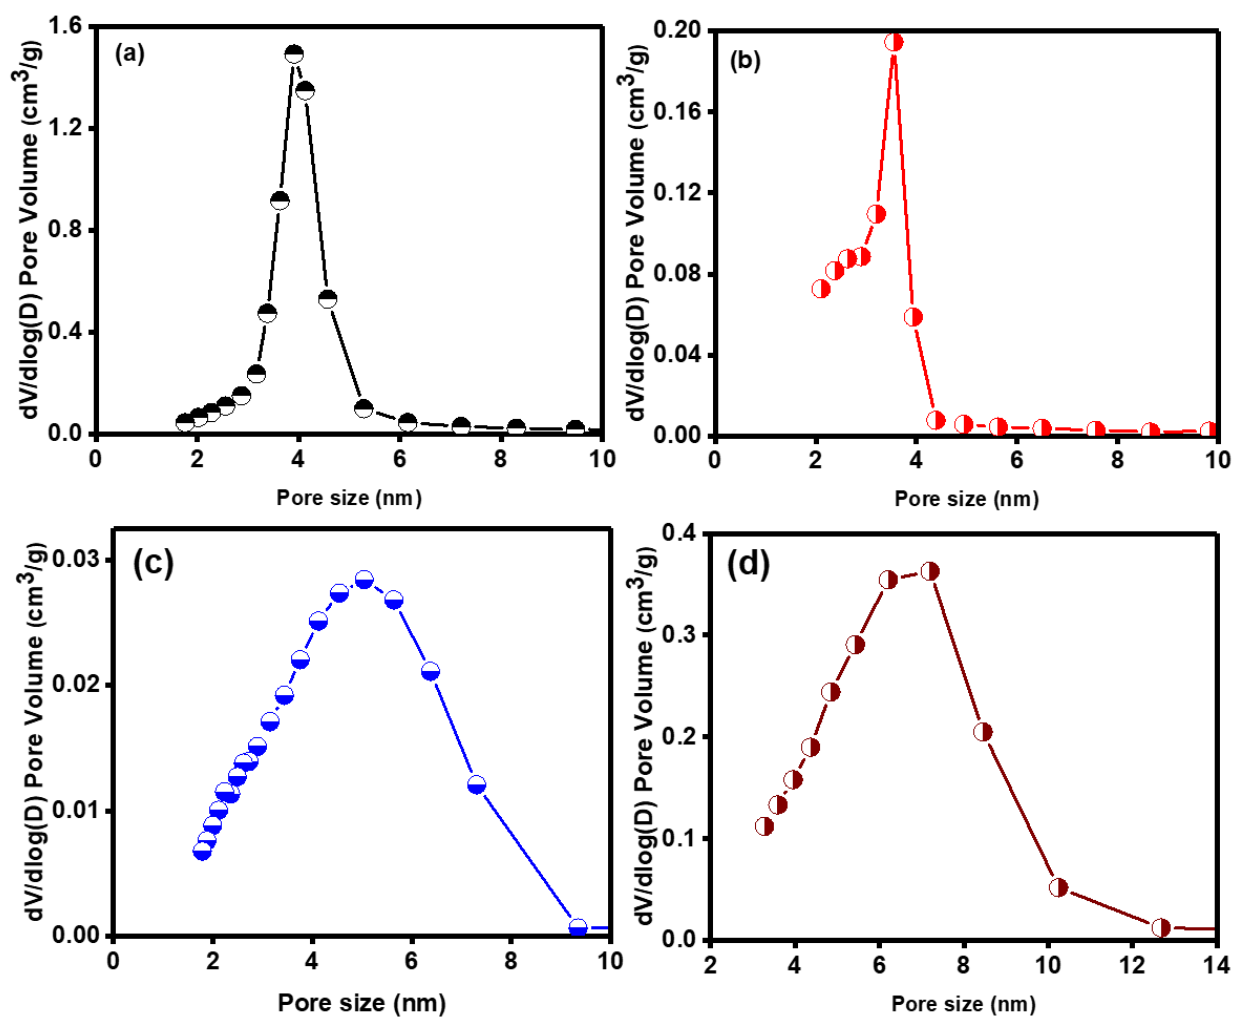 (a)
dV/dlog(D) Pore Volume (cm³/g)
1.6
1.2
0.8
0.4
0.0
0 2 4 6 8 10
Pore size (nm)
(b)
dV/dlog(D) Pore Volume (cm³/g)
0.20
0.16
0.12
0.08
0.04
0.00
0 2 4 6 8 10
Pore size (nm)
(c)
dV/dlog(D) Pore Volume (cm³/g)
0.03
0.02
0.01
0.00
0 2 4 6 8 10
Pore size (nm)
(d)
dV/dlog(D) Pore Volume (cm³/g)
0.4
0.3
0.2
0.1
0.0
2 4 6 8 10 12 14
Pore size (nm)